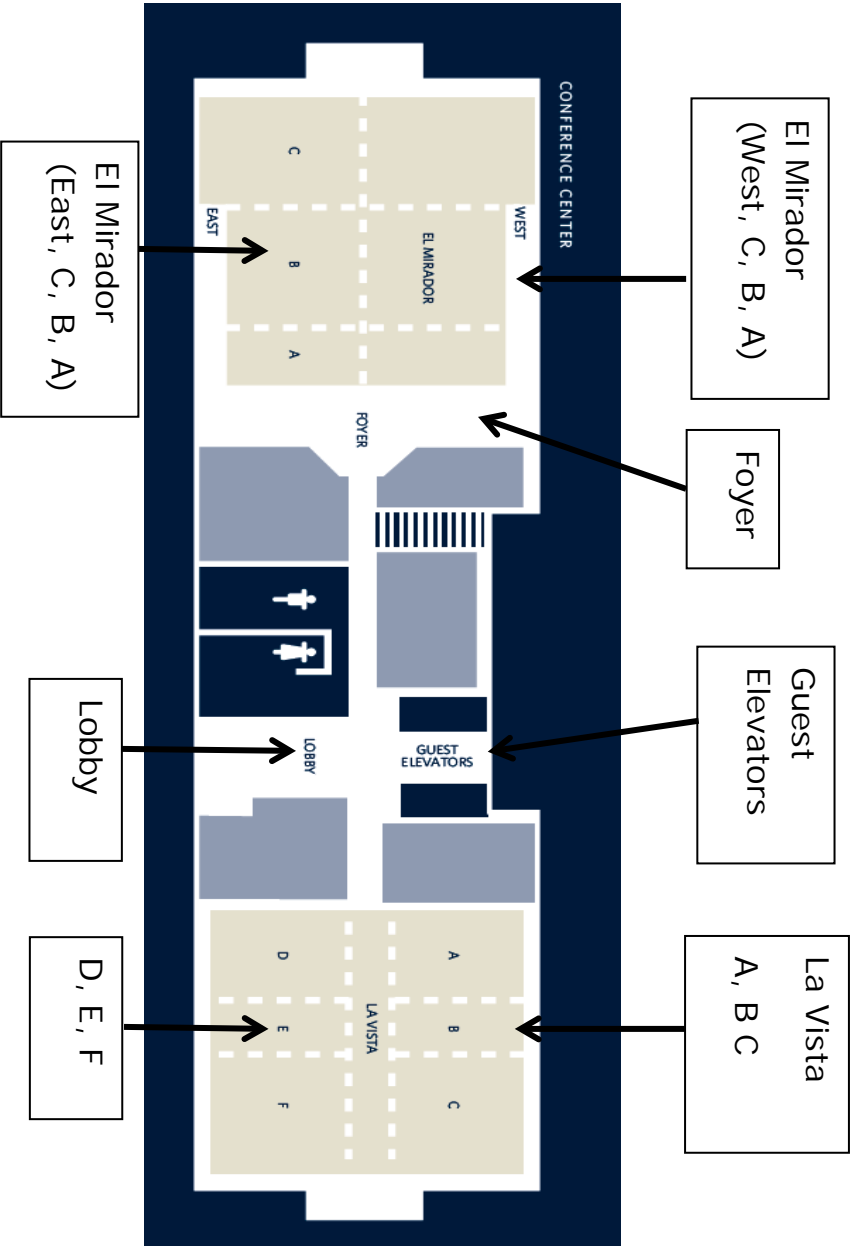 El Mirador
(West, C, B, A)
Foyer
Guest
Elevators
La Vista
A, B C
CONFERENCE CENTER
WEST
EL MIRADOR
C
B
A
EAST
FOYER
GUEST
ELEVATORS
LOBBY
A
B
C
LA VISTA
D
E
F
El Mirador
(East, C, B, A)
Lobby
D, E, F